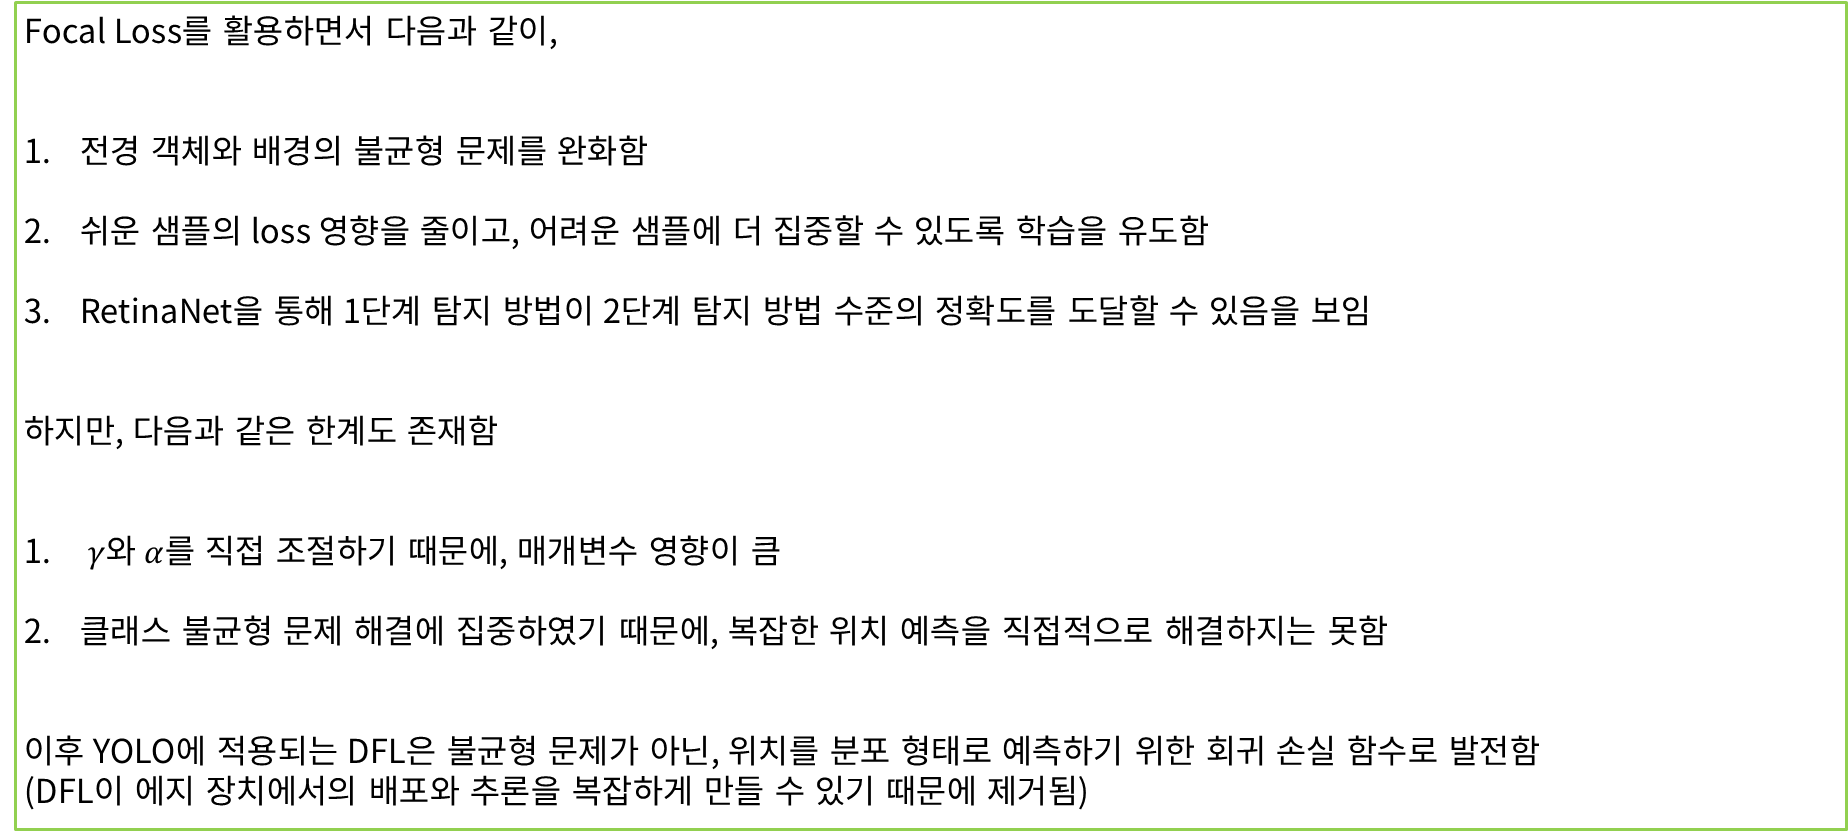 Focal Loss를 활용하면서 다음과 같이,
1. 전경 객체와 배경의 불균형 문제를 완화함
2. 쉬운 샘플의 loss 영향을 줄이고, 어려운 샘플에 더 집중할 수 있도록 학습을 유도함
3. RetinaNet을 통해 1단계 탐지 방법이 2단계 탐지 방법 수준의 정확도를 도달할 수 있음을 보임
하지만, 다음과 같은 한계도 존재함
1. 𝛾와 𝛼를 직접 조절하기 때문에, 매개변수 영향이 큼
2. 클래스 불균형 문제 해결에 집중하였기 때문에, 복잡한 위치 예측을 직접적으로 해결하지는 못함
이후 YOLO에 적용되는 DFL은 불균형 문제가 아닌, 위치를 분포 형태로 예측하기 위한 회귀 손실 함수로 발전함
(DFL이 에지 장치에서의 배포와 추론을 복잡하게 만들 수 있기 때문에 제거됨)